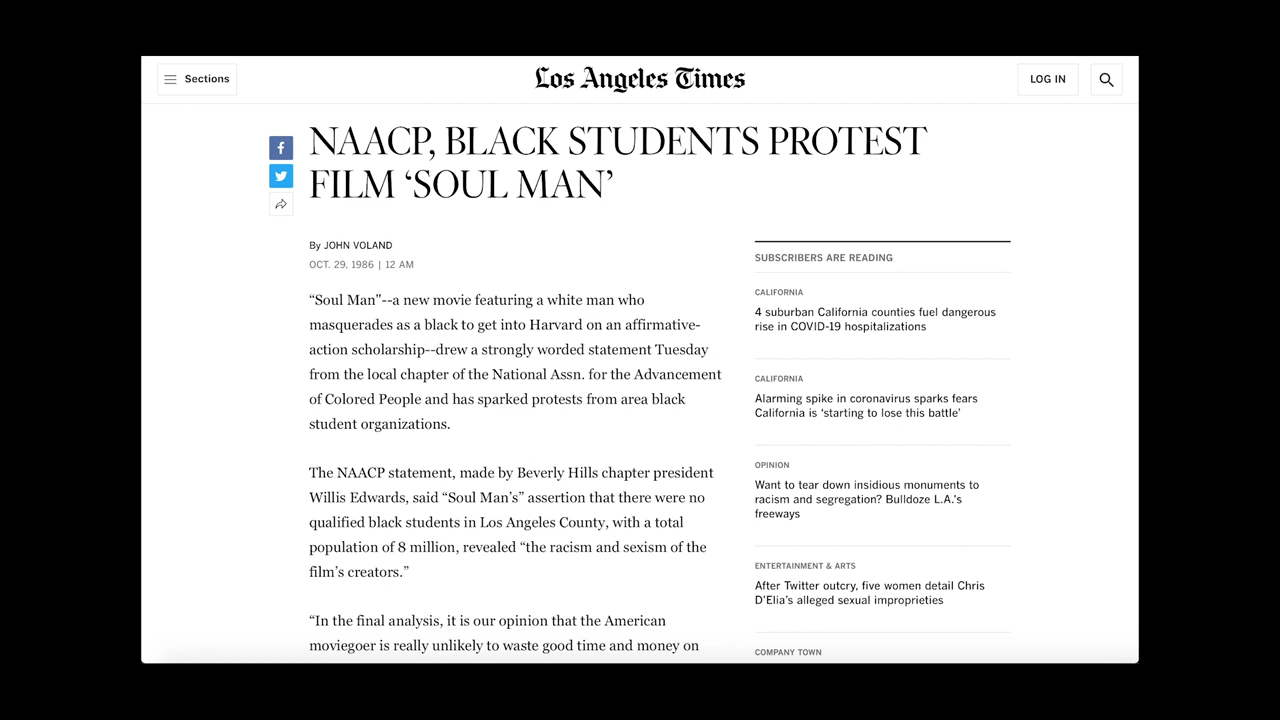 Sections
Los Angeles Times
LOG IN
NAACP, BLACK STUDENTS PROTEST
FILM ‘SOUL MAN’
By JOHN VOLAND
OCT. 29, 1986 | 12 AM
“Soul Man"--a new movie featuring a white man who
masquerades as a black to get into Harvard on an affirmative-
action scholarship--drew a strongly worded statement Tuesday
from the local chapter of the National Assn. for the Advancement
of Colored People and has sparked protests from area black
student organizations.
The NAACP statement, made by Beverly Hills chapter president
Willis Edwards, said “Soul Man’s” assertion that there were no
qualified black students in Los Angeles County, with a total
population of 8 million, revealed “the racism and sexism of the
film’s creators.”
“In the final analysis, it is our opinion that the American
moviegoer is really unlikely to waste good time and money on
SUBSCRIBERS ARE READING
CALIFORNIA
4 suburban California counties fuel dangerous
rise in COVID-19 hospitalizations
CALIFORNIA
Alarming spike in coronavirus sparks fears
California is ‘starting to lose this battle’
OPINION
Want to tear down insidious monuments to
racism and segregation? Bulldoze L.A.'s
freeways
ENTERTAINMENT & ARTS
After Twitter outcry, five women detail Chris
D’Elia’s alleged sexual improprieties
COMPANY TOWN